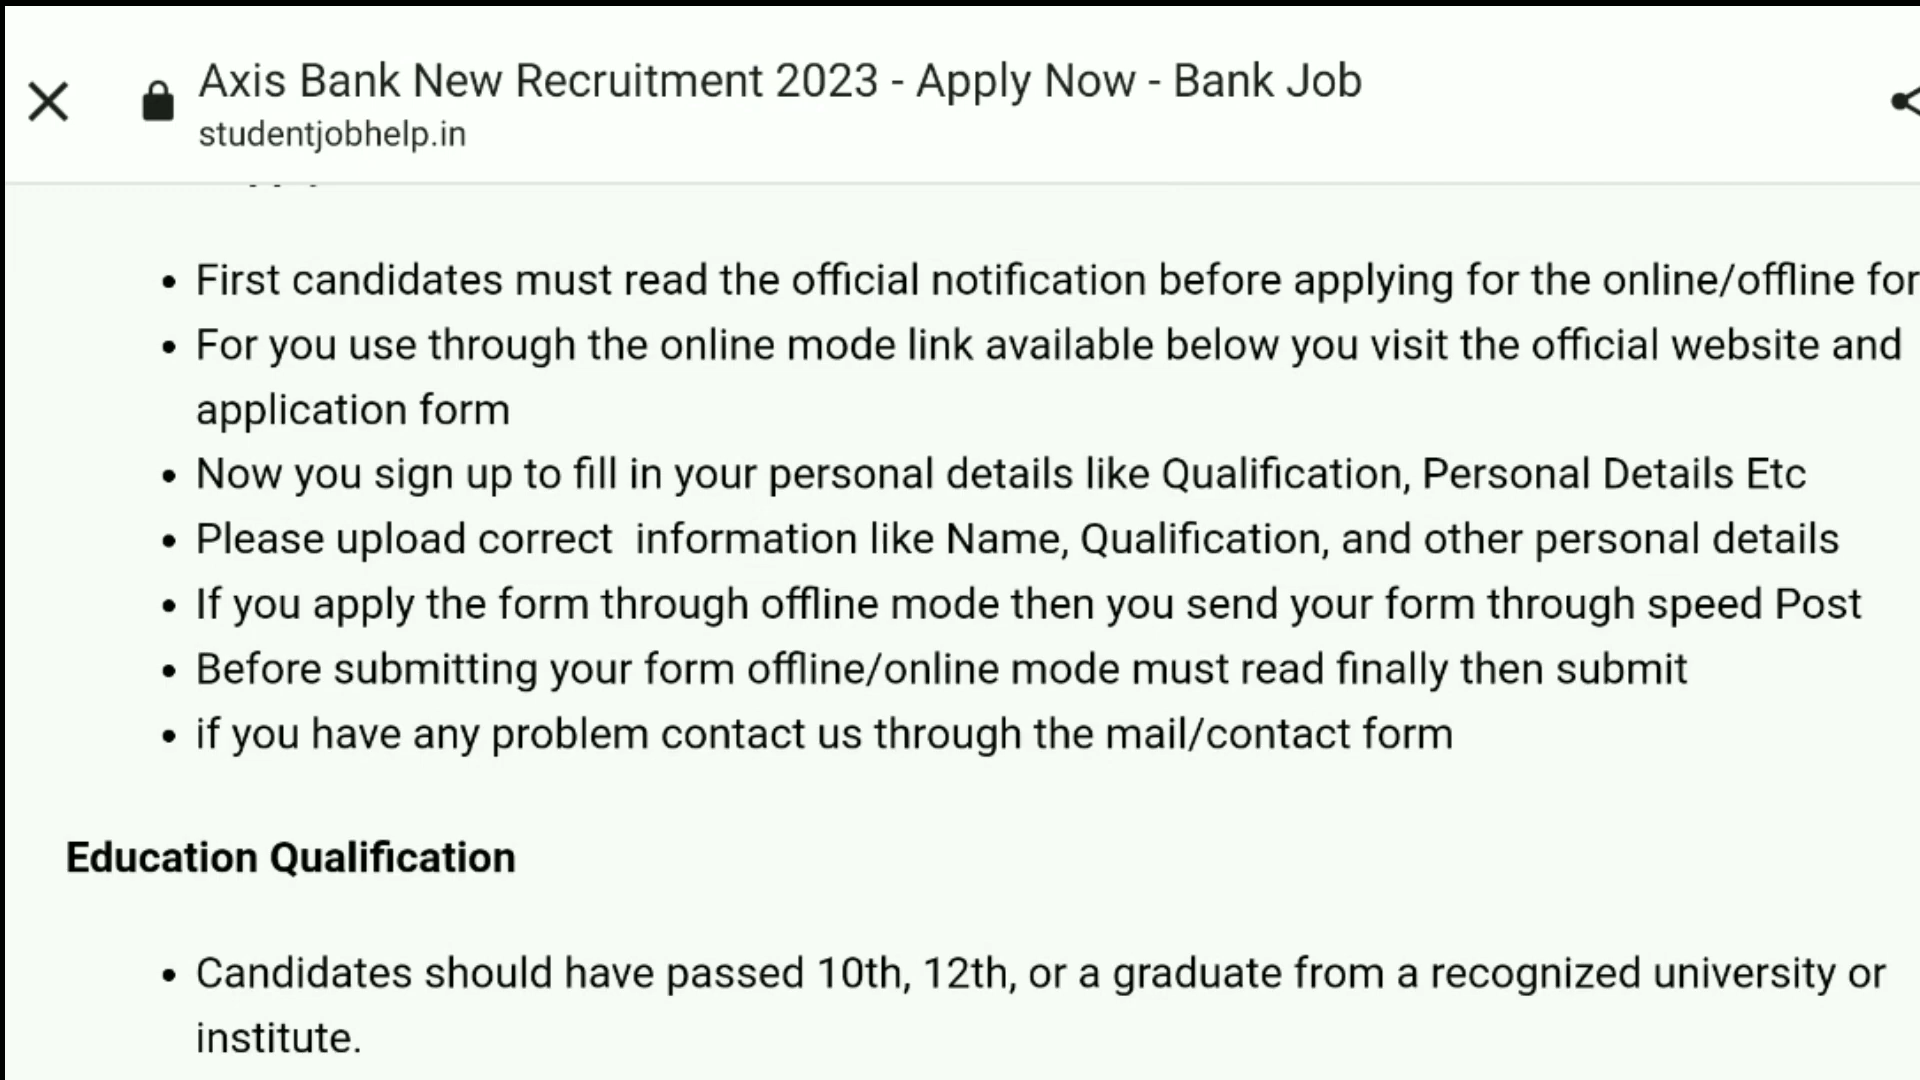 Axis Bank New Recruitment 2023 - Apply Now - Bank Job
studentjobhelp.in
• First candidates must read the official notification before applying for the online/offline for
• For you use through the online mode link available below you visit the official website and
application form
• Now you sign up to fill in your personal details like Qualification, Personal Details Etc
• Please upload correct  information like Name, Qualification, and other personal details
• If you apply the form through offline mode then you send your form through speed Post
• Before submitting your form offline/online mode must read finally then submit
• if you have any problem contact us through the mail/contact form
Education Qualification
• Candidates should have passed 10th, 12th, or a graduate from a recognized university or
institute.